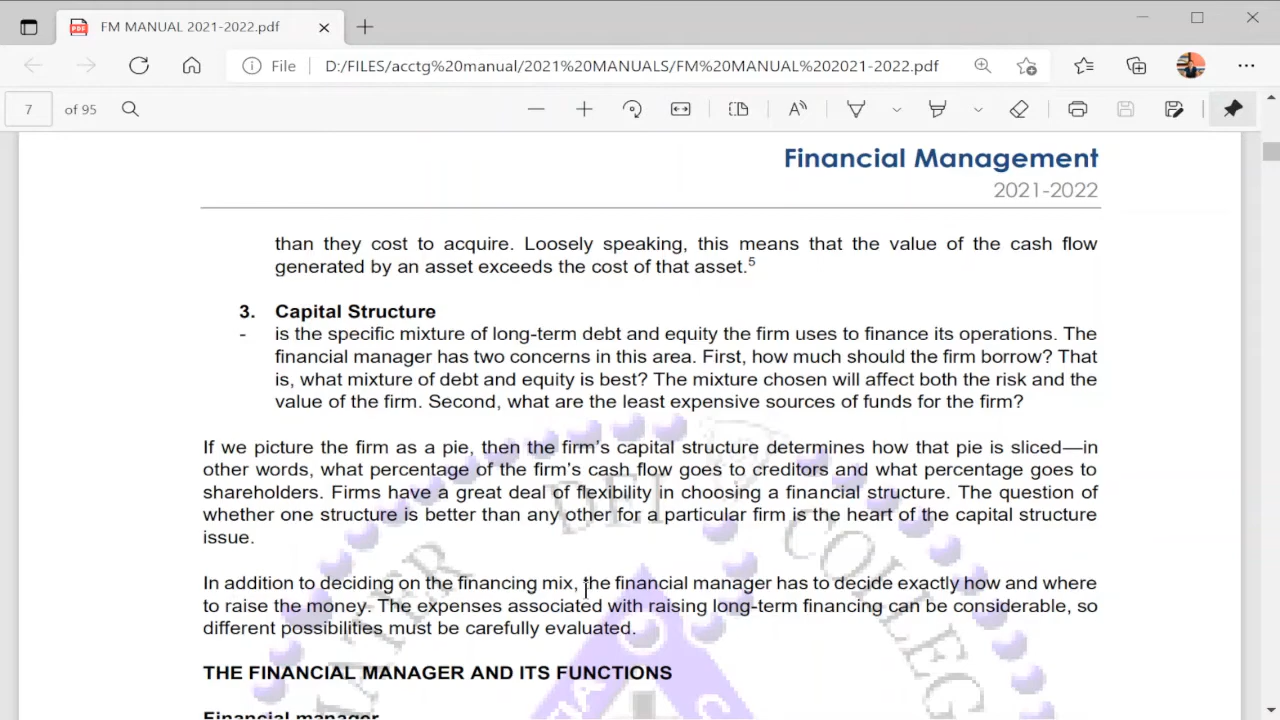 FM MANUAL 2021-2022.pdf
File D:/FILES/acctg%20manual/2021%20MANUALS/FM%20MANUAL%202021-2022.pdf
7 of 95
Financial Management
2021-2022
than they cost to acquire. Loosely speaking, this means that the value of the cash flow
generated by an asset exceeds the cost of that asset.5
3. Capital Structure
- is the specific mixture of long-term debt and equity the firm uses to finance its operations. The
financial manager has two concerns in this area. First, how much should the firm borrow? That
is, what mixture of debt and equity is best? The mixture chosen will affect both the risk and the
value of the firm. Second, what are the least expensive sources of funds for the firm?
If we picture the firm as a pie, then the firm's capital structure determines how that pie is sliced—in
other words, what percentage of the firm's cash flow goes to creditors and what percentage goes to
shareholders. Firms have a great deal of flexibility in choosing a financial structure. The question of
whether one structure is better than any other for a particular firm is the heart of the capital structure
issue.
In addition to deciding on the financing mix, the financial manager has to decide exactly how and where
to raise the money. The expenses associated with raising long-term financing can be considerable, so
different possibilities must be carefully evaluated.
THE FINANCIAL MANAGER AND ITS FUNCTIONS
Financial manager
MATER DEI COLLEGE